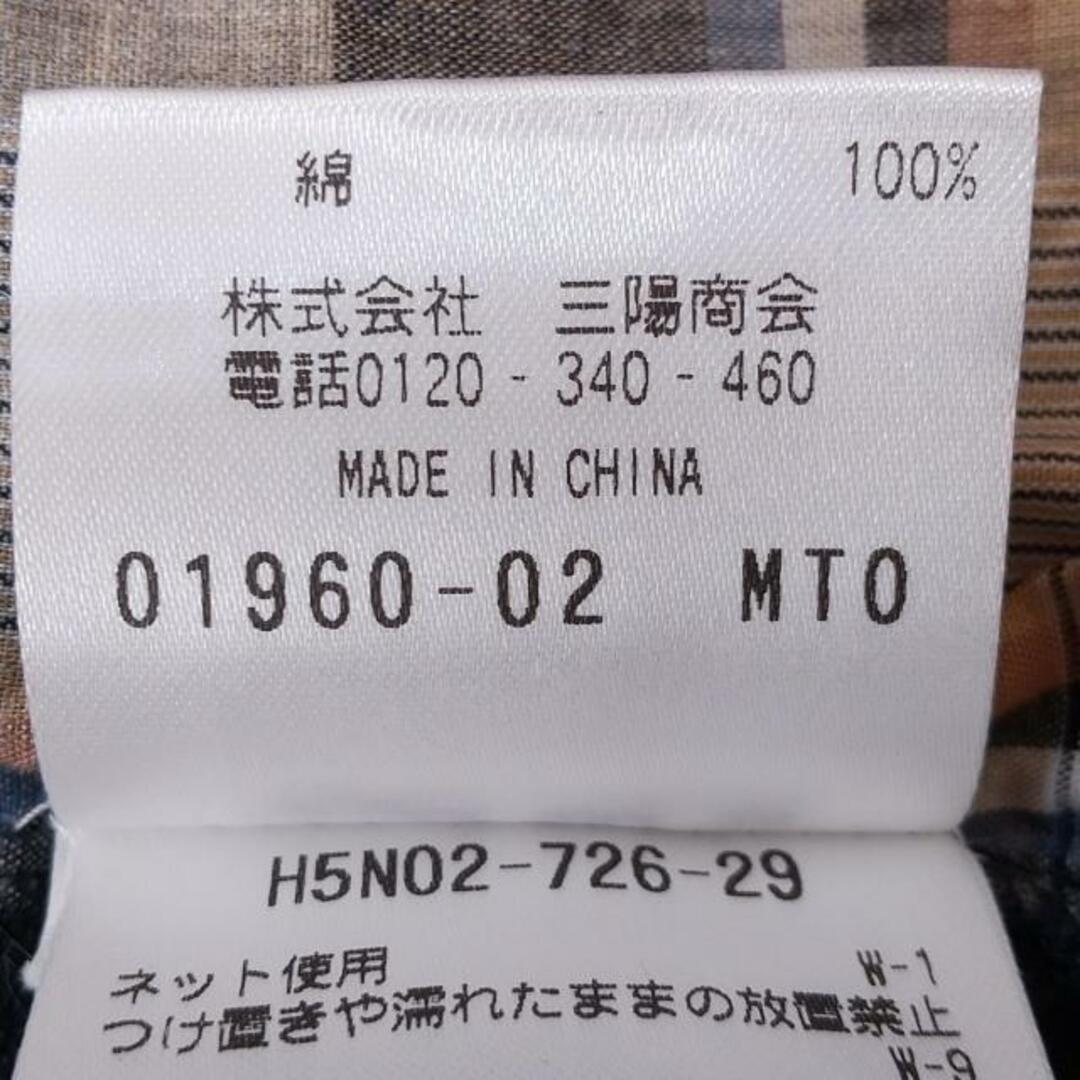 綿 100%
株式会社 三陽商会
電話0120-340-460
MADE IN CHINA
01960-02 MTO
H5N02-726-29
ネット使用
つけ置きや濡れたままの放置禁止